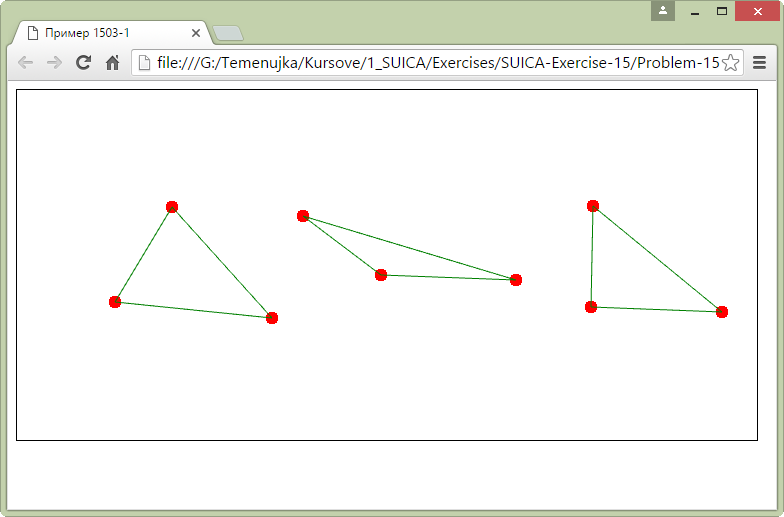 Пример 1503-1
file:///G:/Temenujka/Kursove/1_SUICA/Exercises/SUICA-Exercise-15/Problem-15